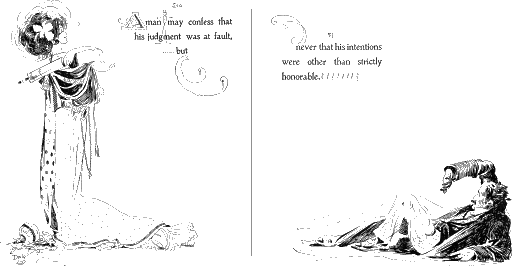 A man may confess that
his judgment was at fault,
...... but
never that his intentions
were other than strictly
honorable.